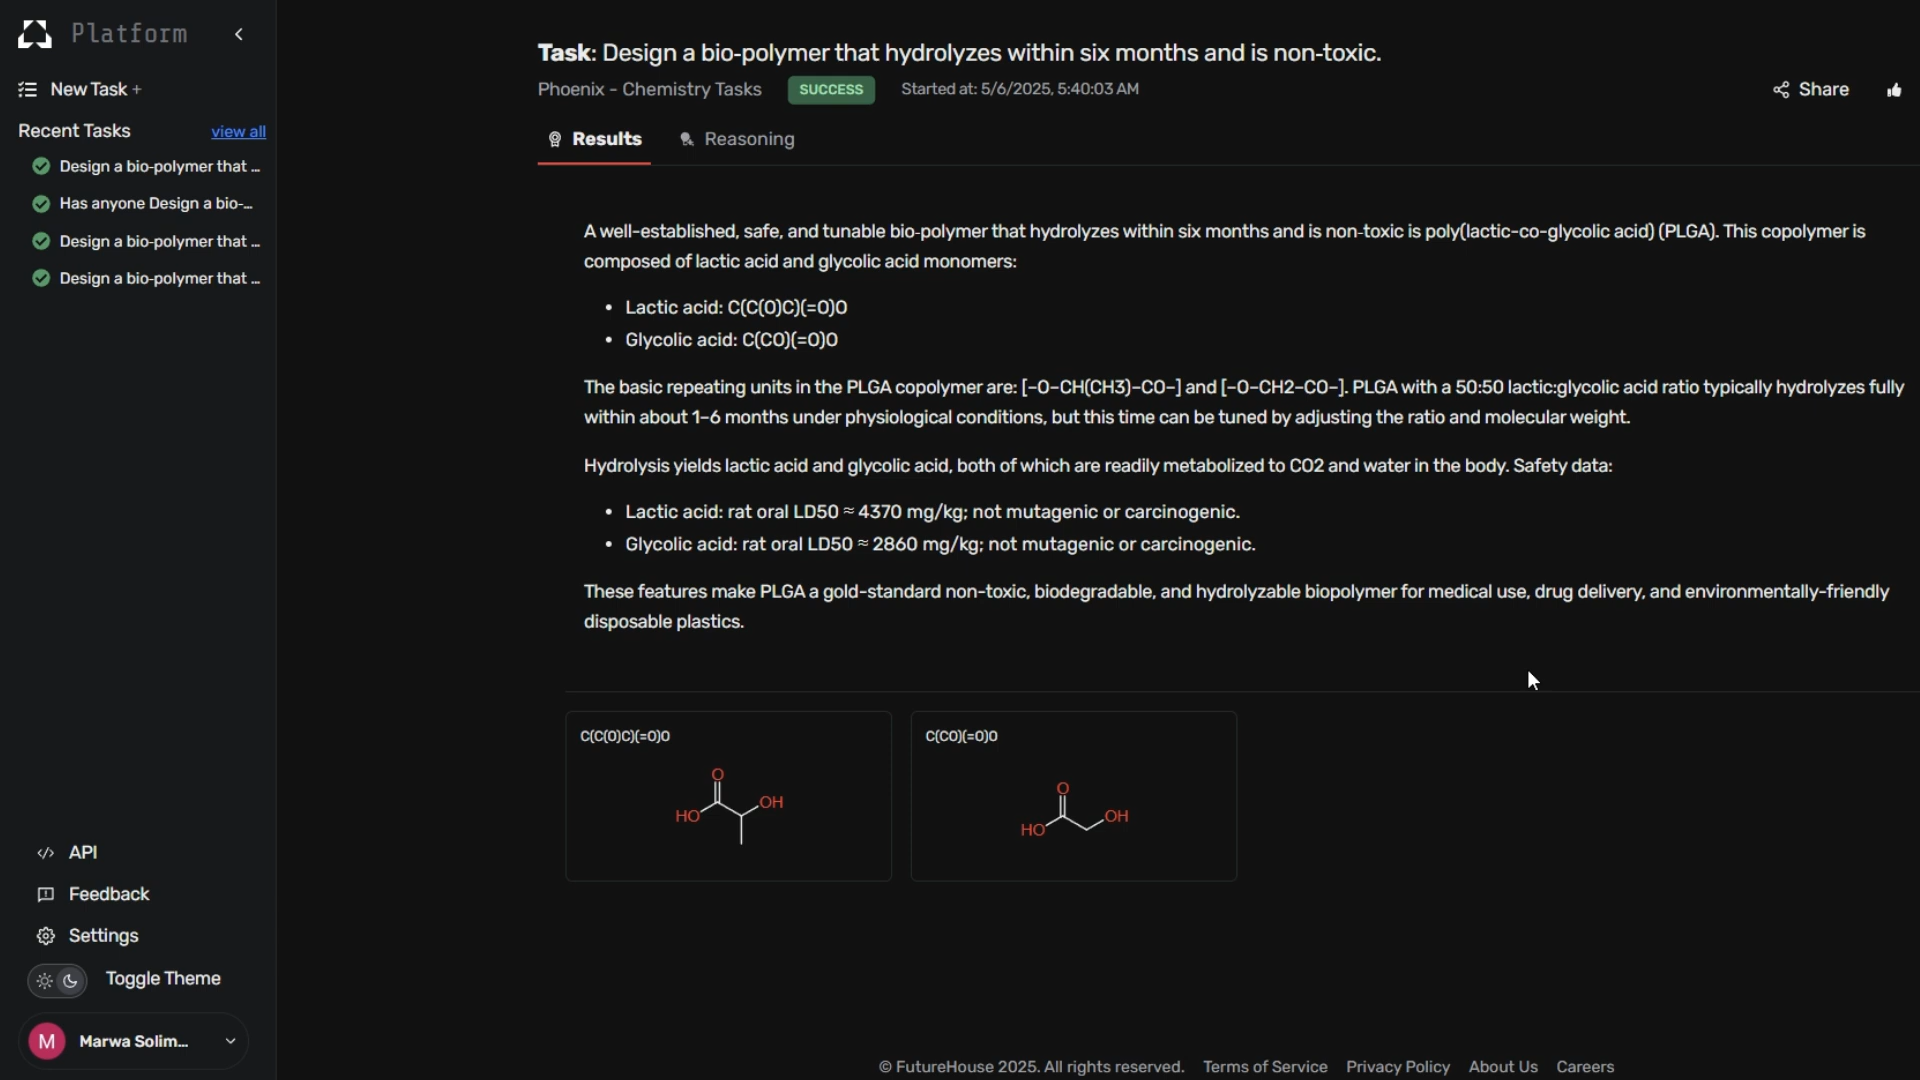 Platform
New Task +
Recent Tasks view all
Design a bio-polymer that ...
Has anyone Design a bio-...
Design a bio-polymer that ...
Design a bio-polymer that ...
API
Feedback
Settings
Toggle Theme
M Marwa Solim...
Task: Design a bio-polymer that hydrolyzes within six months and is non-toxic.
Phoenix - Chemistry Tasks SUCCESS Started at: 5/6/2025, 5:40:03 AM
Share
Results Reasoning
A well-established, safe, and tunable bio-polymer that hydrolyzes within six months and is non-toxic is poly(lactic-co-glycolic acid) (PLGA). This copolymer is
composed of lactic acid and glycolic acid monomers:
• Lactic acid: C(C(O)C)(=O)O
• Glycolic acid: C(CO)(=O)O
The basic repeating units in the PLGA copolymer are: [-O-CH(CH3)-CO-] and [-O-CH2-CO-]. PLGA with a 50:50 lactic:glycolic acid ratio typically hydrolyzes fully
within about 1–6 months under physiological conditions, but this time can be tuned by adjusting the ratio and molecular weight.
Hydrolysis yields lactic acid and glycolic acid, both of which are readily metabolized to CO2 and water in the body. Safety data:
• Lactic acid: rat oral LD50 ≈ 4370 mg/kg; not mutagenic or carcinogenic.
• Glycolic acid: rat oral LD50 ≈ 2860 mg/kg; not mutagenic or carcinogenic.
These features make PLGA a gold-standard non-toxic, biodegradable, and hydrolyzable biopolymer for medical use, drug delivery, and environmentally-friendly
disposable plastics.
C(C(O)C)(=O)O
O
HO OH
C(CO)(=O)O
O
HO OH
© FutureHouse 2025. All rights reserved. Terms of Service Privacy Policy About Us Careers